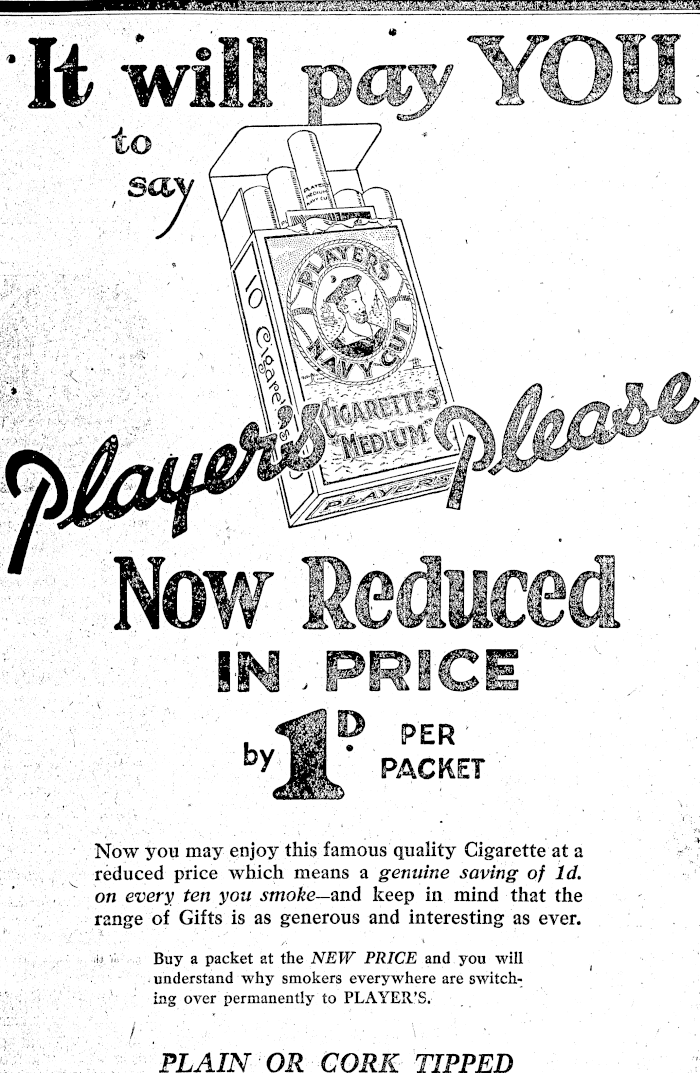 It will pay YOU
to
say
PLAYER'S
MEDIUM
NAVY CUT
PLAYER'S
NAVY CUT
10 Cigarettes
CIGARETTES
"MEDIUM"
PLAYER'S
Player's Please
Now Reduced
IN PRICE
by 1D. PER
PACKET
Now you may enjoy this famous quality Cigarette at a
reduced price which means a genuine saving of 1d.
on every ten you smoke—and keep in mind that the
range of Gifts is as generous and interesting as ever.
Buy a packet at the NEW PRICE and you will
understand why smokers everywhere are switch-
ing over permanently to PLAYER'S.
PLAIN OR CORK TIPPED